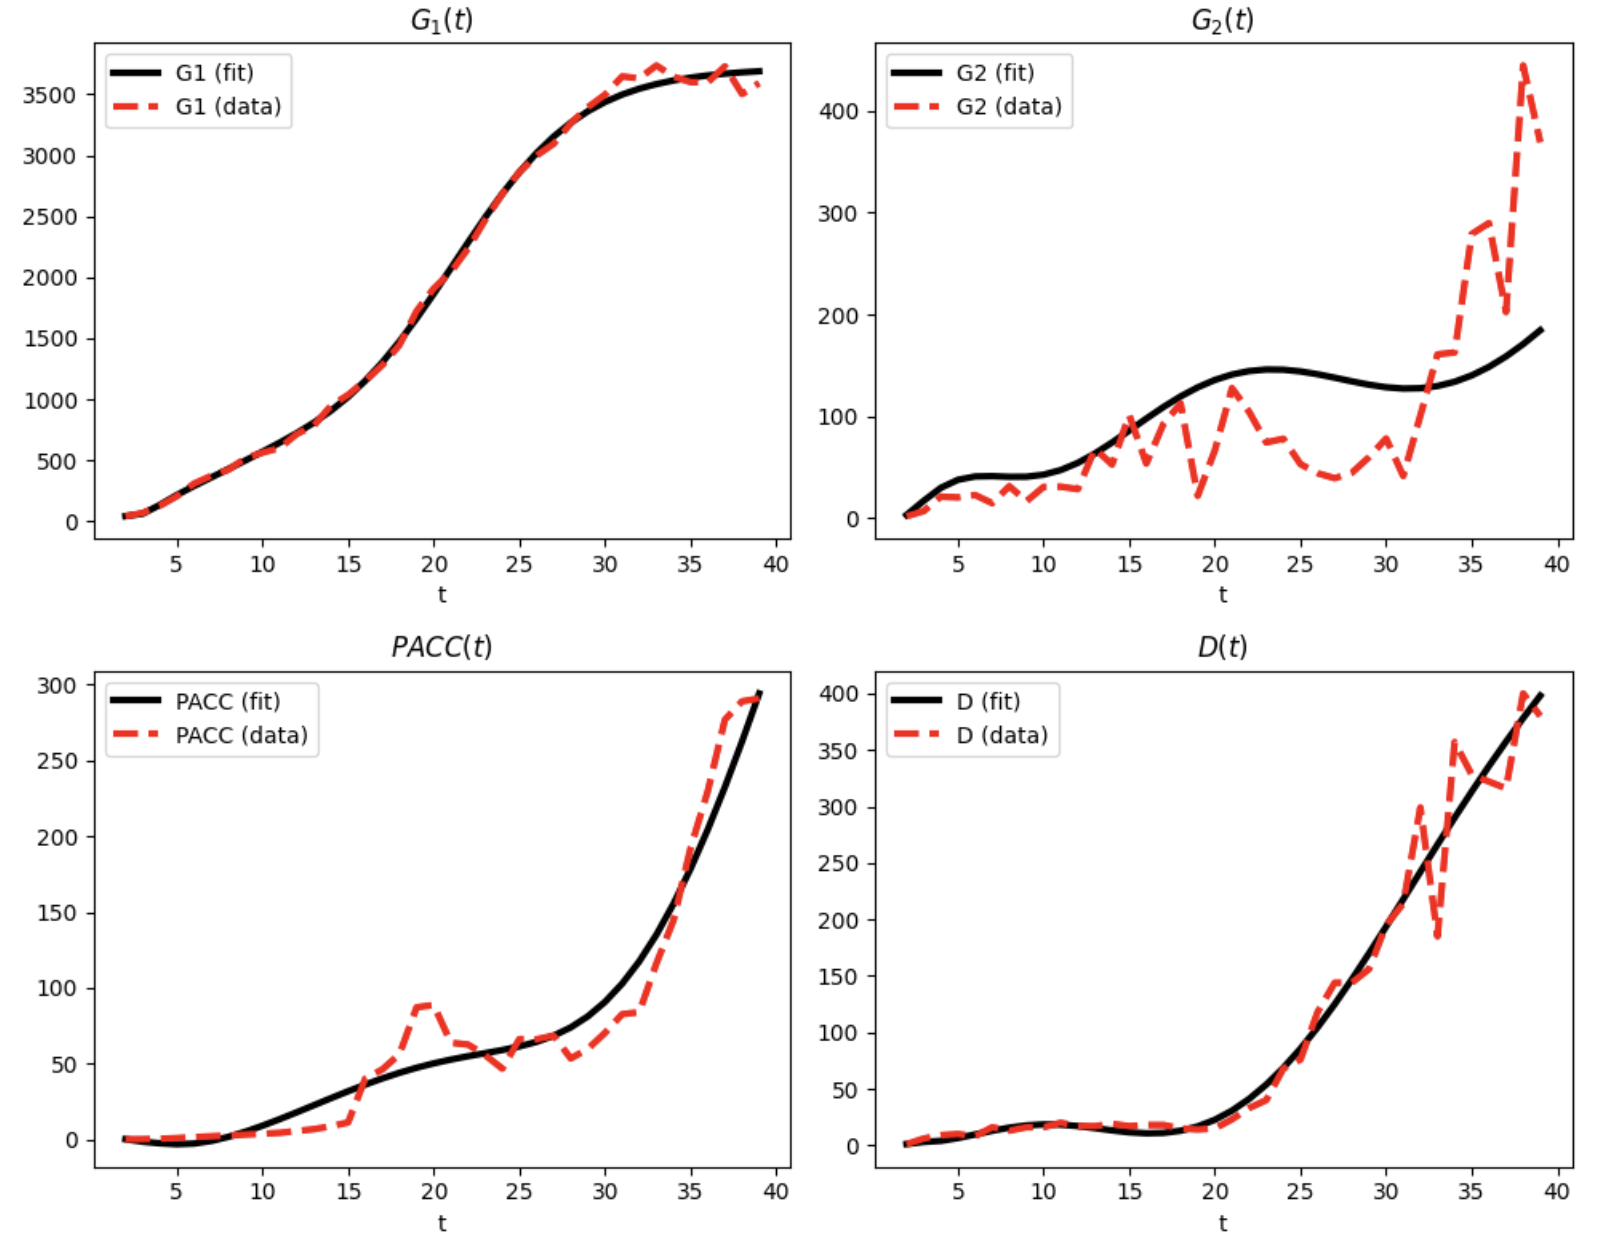 G₁(t)
G1 (fit)
G1 (data)
3500
3000
2500
2000
1500
1000
500
0
5 10 15 20 25 30 35 40
t
G₂(t)
G2 (fit)
G2 (data)
400
300
200
100
0
5 10 15 20 25 30 35 40
t
PACC(t)
PACC (fit)
PACC (data)
300
250
200
150
100
50
0
5 10 15 20 25 30 35 40
t
D(t)
D (fit)
D (data)
400
350
300
250
200
150
100
50
0
5 10 15 20 25 30 35 40
t